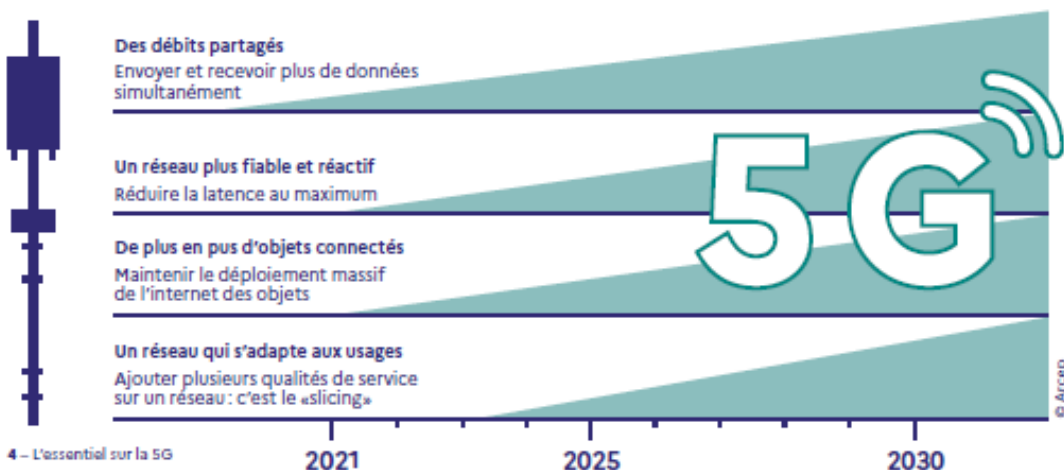 Des débits partagés
Envoyer et recevoir plus de données
simultanément
Un réseau plus fiable et réactif
Réduire la latence au maximum
De plus en pus d'objets connectés
Maintenir le déploiement massif
de l'internet des objets
Un réseau qui s'adapte aux usages
Ajouter plusieurs qualités de service
sur un réseau : c'est le «slicing»
5G
© Arcep
4 – L'essentiel sur la 5G
2021 2025 2030